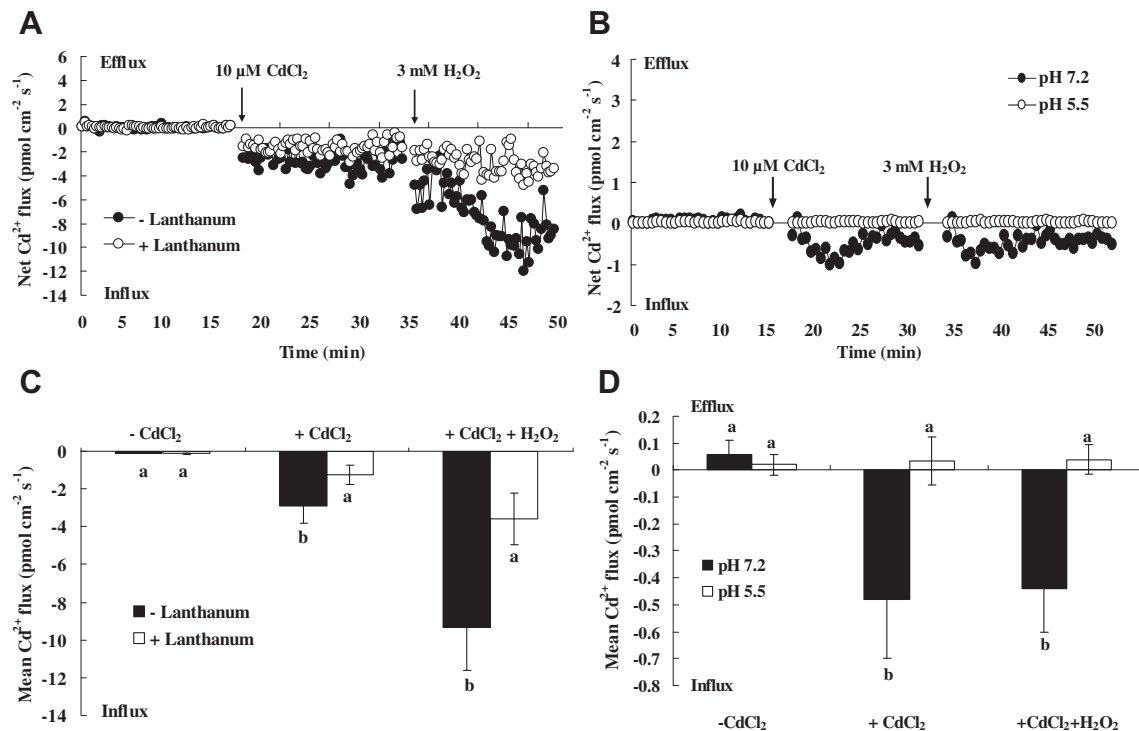 A
Efflux
Net Cd²⁺ flux (pmol cm⁻² s⁻¹)
6
4
2
0
-2
-4
-6
-8
-10
-12
-14
10 µM CdCl₂
3 mM H₂O₂
- Lanthanum
+ Lanthanum
Influx
0 5 10 15 20 25 30 35 40 45 50
Time (min)
B
Efflux
Net Cd²⁺ flux (pmol cm⁻² s⁻¹)
4
3
2
1
0
-1
-2
pH 7.2
pH 5.5
10 µM CdCl₂
3 mM H₂O₂
Influx
0 5 10 15 20 25 30 35 40 45 50
Time (min)
C
Mean Cd²⁺ flux (pmol cm⁻² s⁻¹)
- CdCl₂
+ CdCl₂
+ CdCl₂ + H₂O₂
0
-2
-4
-6
-8
-10
-12
-14
a a
b a
b a
- Lanthanum
+ Lanthanum
Influx
D
Efflux
Mean Cd²⁺ flux (pmol cm⁻² s⁻¹)
0.2
0.1
0
-0.1
-0.2
-0.3
-0.4
-0.5
-0.6
-0.7
-0.8
a a
b a
b a
pH 7.2
pH 5.5
Influx
-CdCl₂
+ CdCl₂
+CdCl₂+H₂O₂